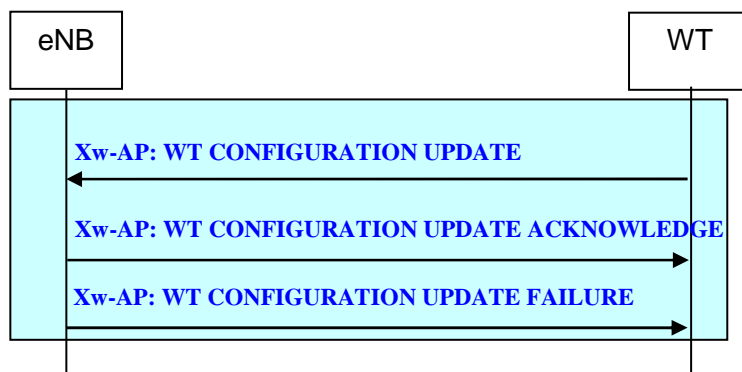 eNB
WT
Xw-AP: WT CONFIGURATION UPDATE
Xw-AP: WT CONFIGURATION UPDATE ACKNOWLEDGE
Xw-AP: WT CONFIGURATION UPDATE FAILURE